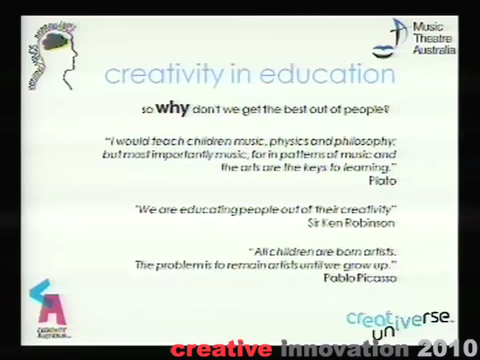 Music
Theatre
Australia
creativity in education
so why don't we get the best out of people?
"I would teach children music, physics and philosophy;
but most importantly music, for in patterns of music and
the arts are the keys to learning."
Plato
"We are educating people out of their creativity"
Sir Ken Robinson
"All children are born artists.
The problem is to remain artists until we grow up."
Pablo Picasso
creative
universe.
creative innovation 2010